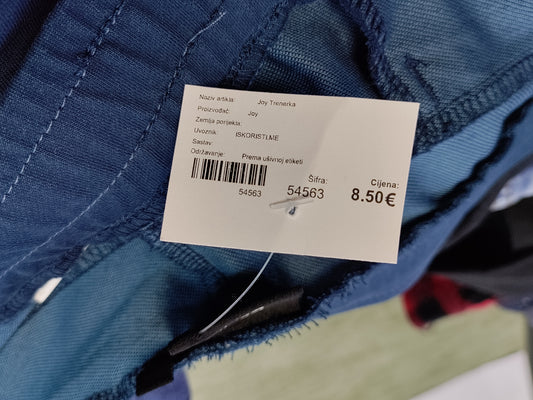 Naziv artikla: Joy Trenerka
Proizvođač: Joy
Zemlja porijekla:
Uvoznik: ISKORISTI.ME
Sastav:
Održavanje: Prema ušivnoj etiketi
54563
Šifra:
54563
Cijena:
8.50€